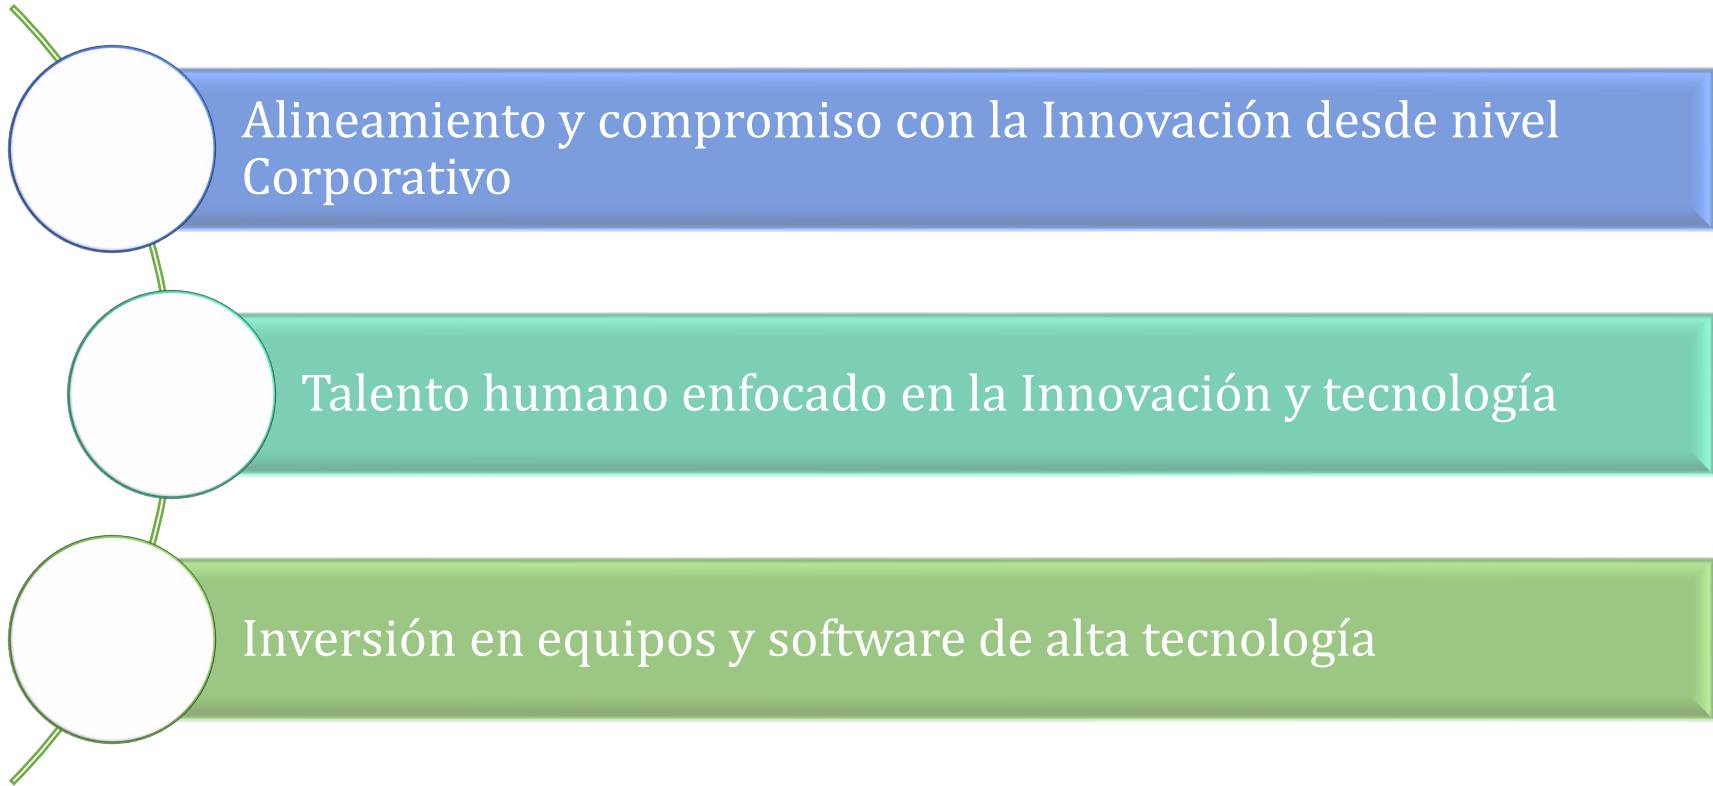 Alineamiento y compromiso con la Innovación desde nivel
Corporativo
Talento humano enfocado en la Innovación y tecnología
Inversión en equipos y software de alta tecnología